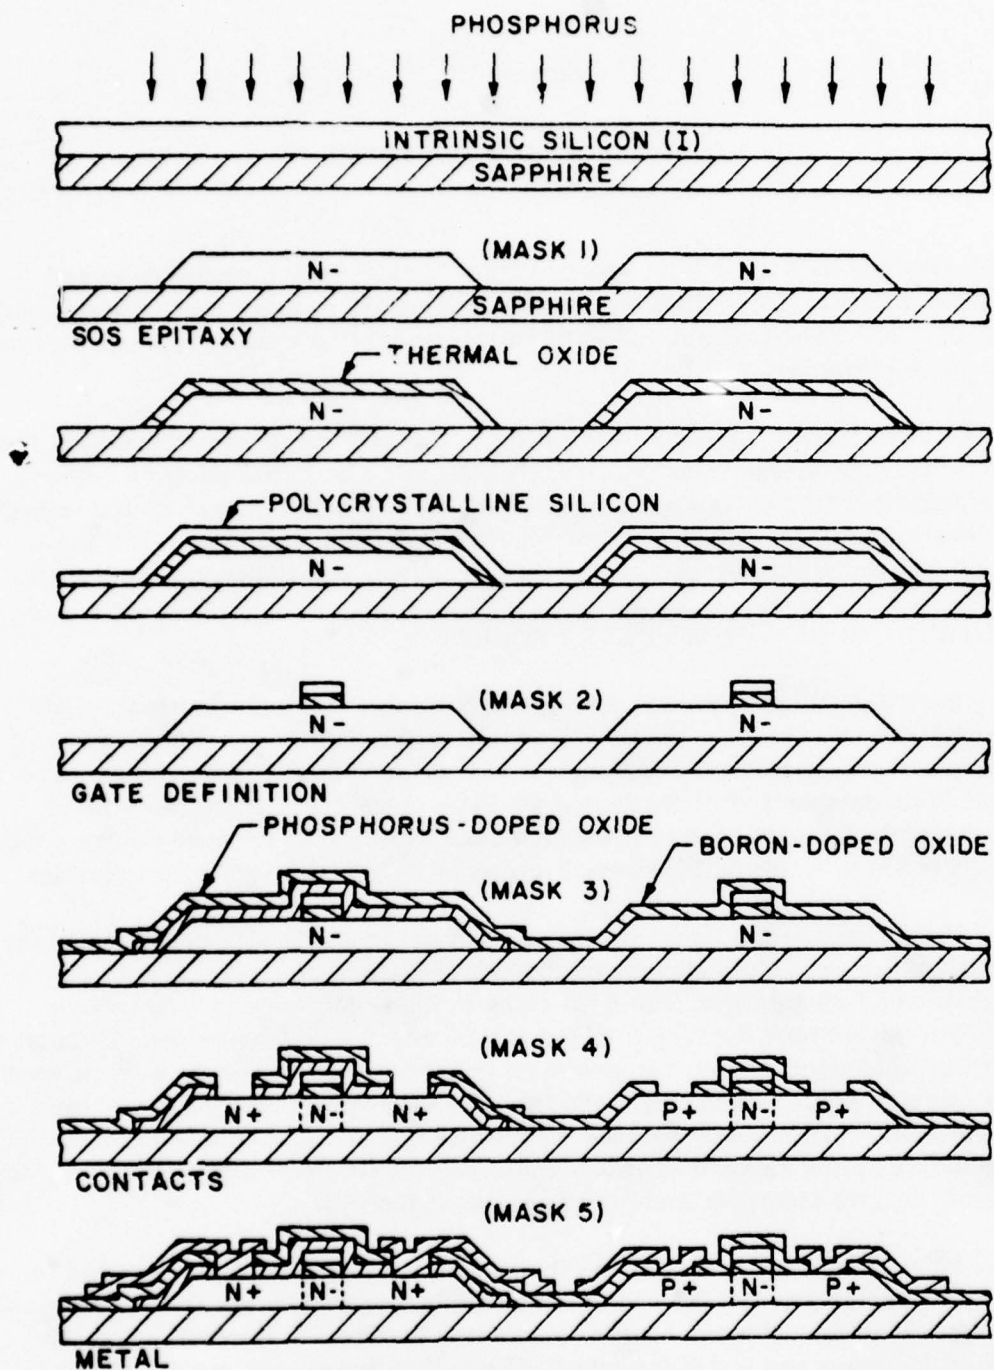 PHOSPHORUS
INTRINSIC SILICON (I)
SAPPHIRE
(MASK 1)
N-
N-
SAPPHIRE
SOS EPITAXY
THERMAL OXIDE
N-
N-
POLYCRYSTALLINE SILICON
N-
N-
(MASK 2)
N-
N-
GATE DEFINITION
PHOSPHORUS-DOPED OXIDE
BORON-DOPED OXIDE
(MASK 3)
N-
N-
(MASK 4)
N+ N- N+
P+ N- P+
CONTACTS
(MASK 5)
N+ N- N+
P+ N- P+
METAL